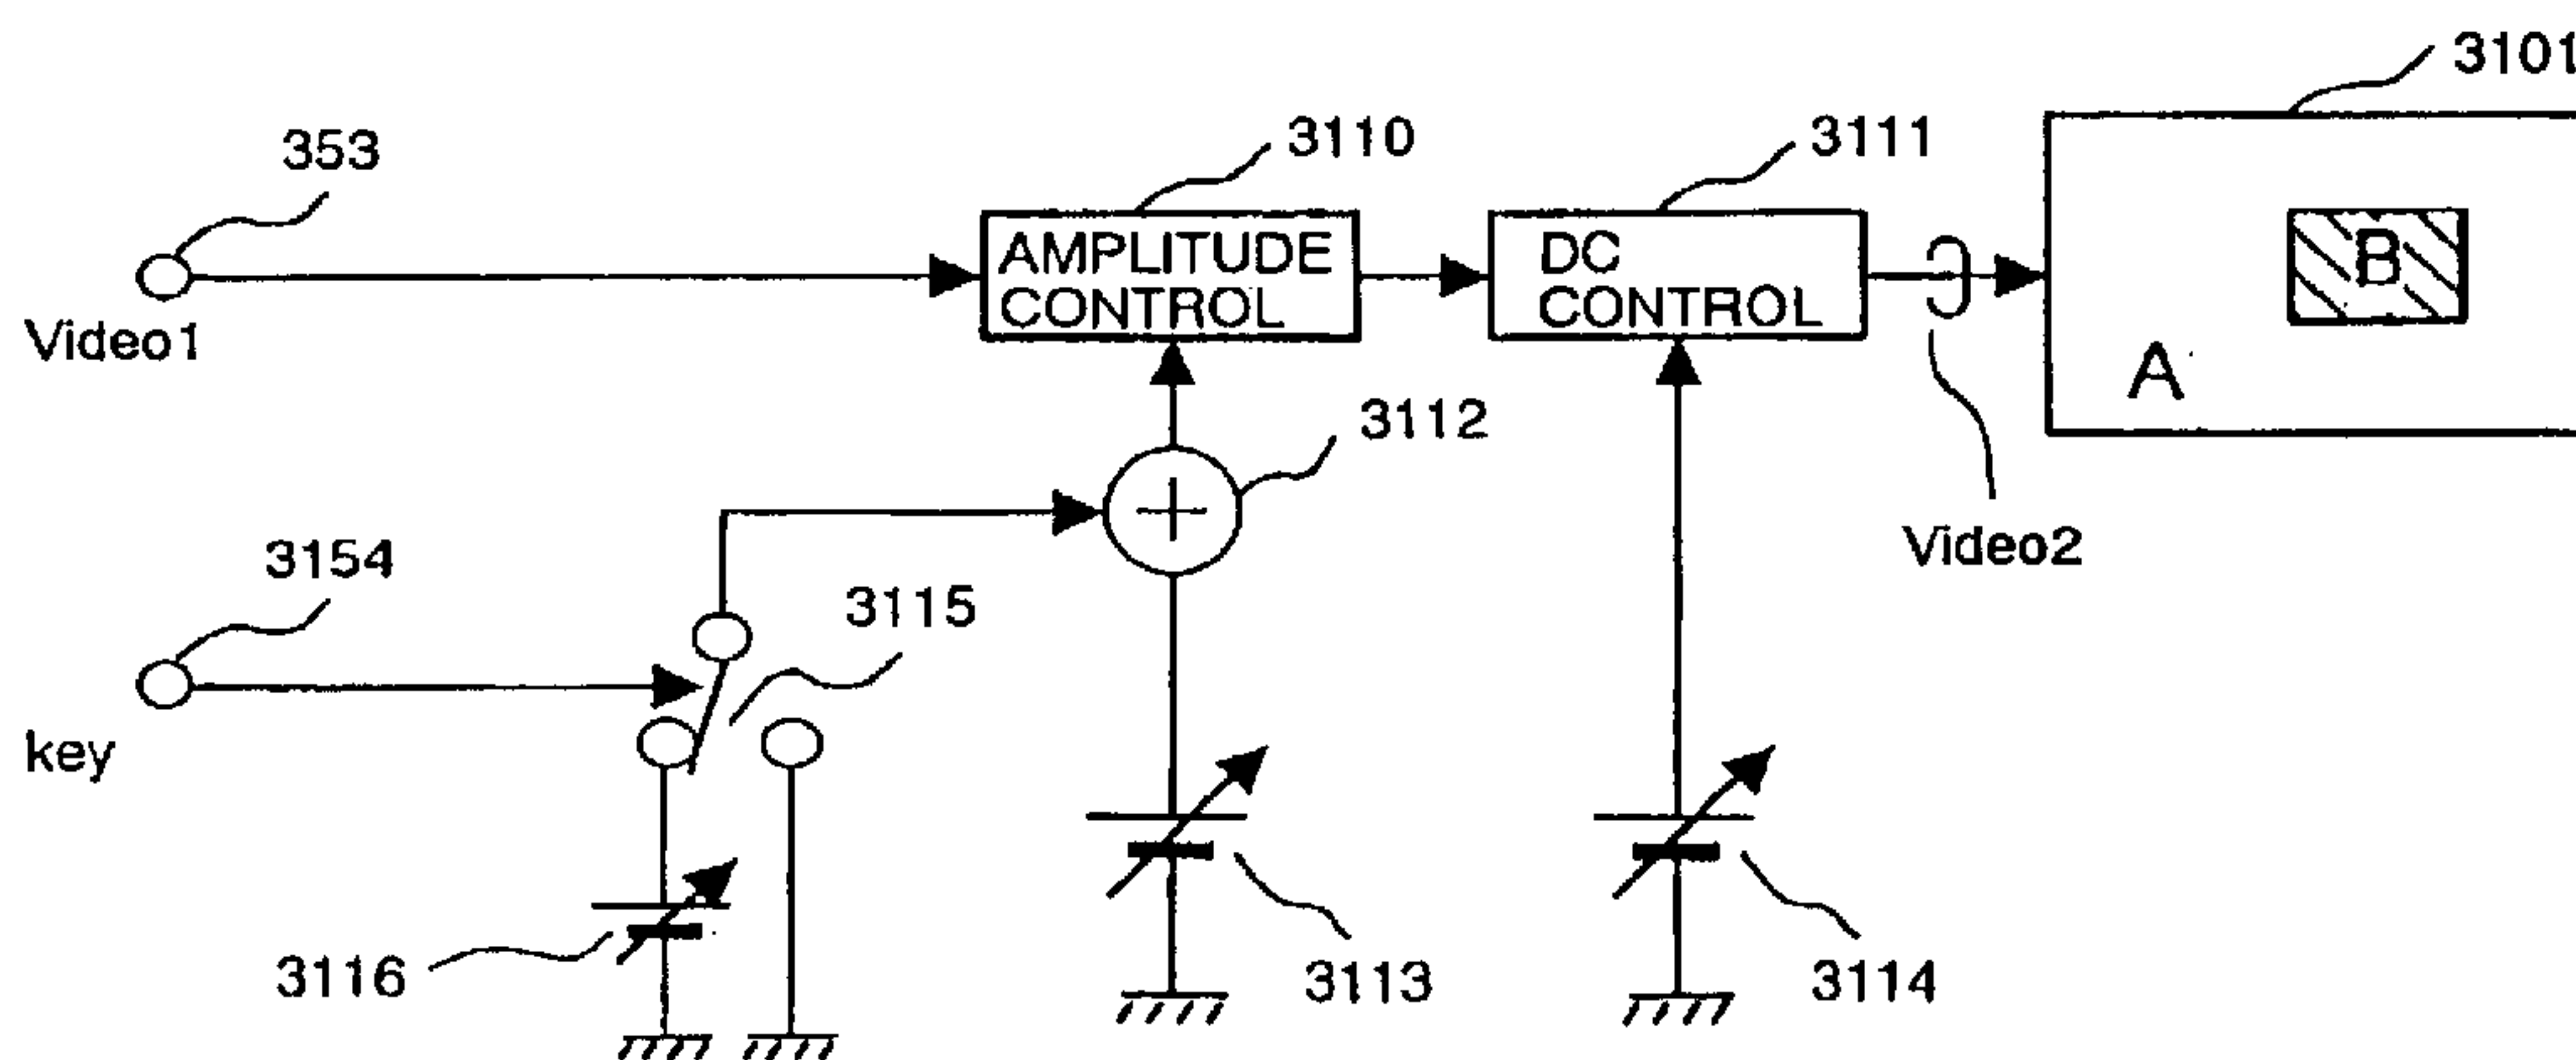 3101
353
3110
3111
AMPLITUDE
CONTROL
DC
CONTROL
B
A
Video1
3112
Video2
3154
3115
key
3116
3113
3114